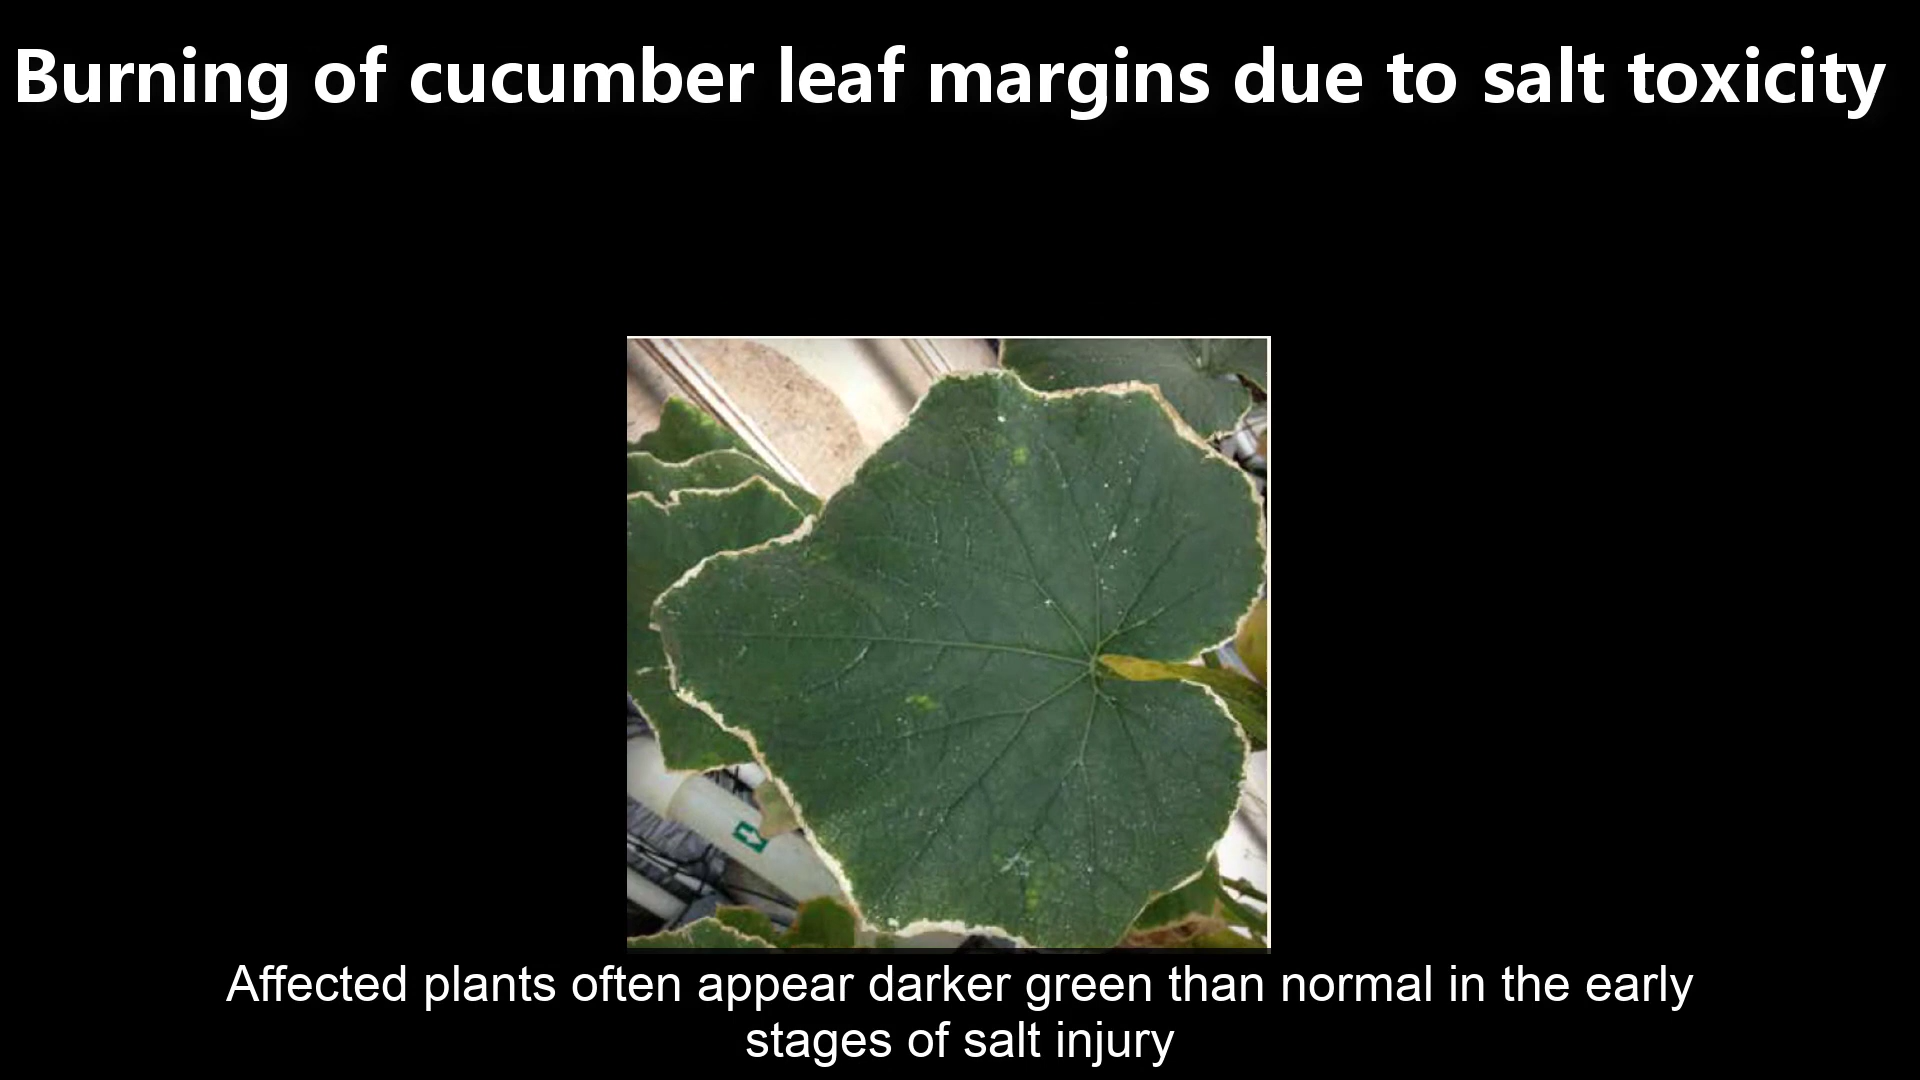 Burning of cucumber leaf margins due to salt toxicity
Affected plants often appear darker green than normal in the early
stages of salt injury